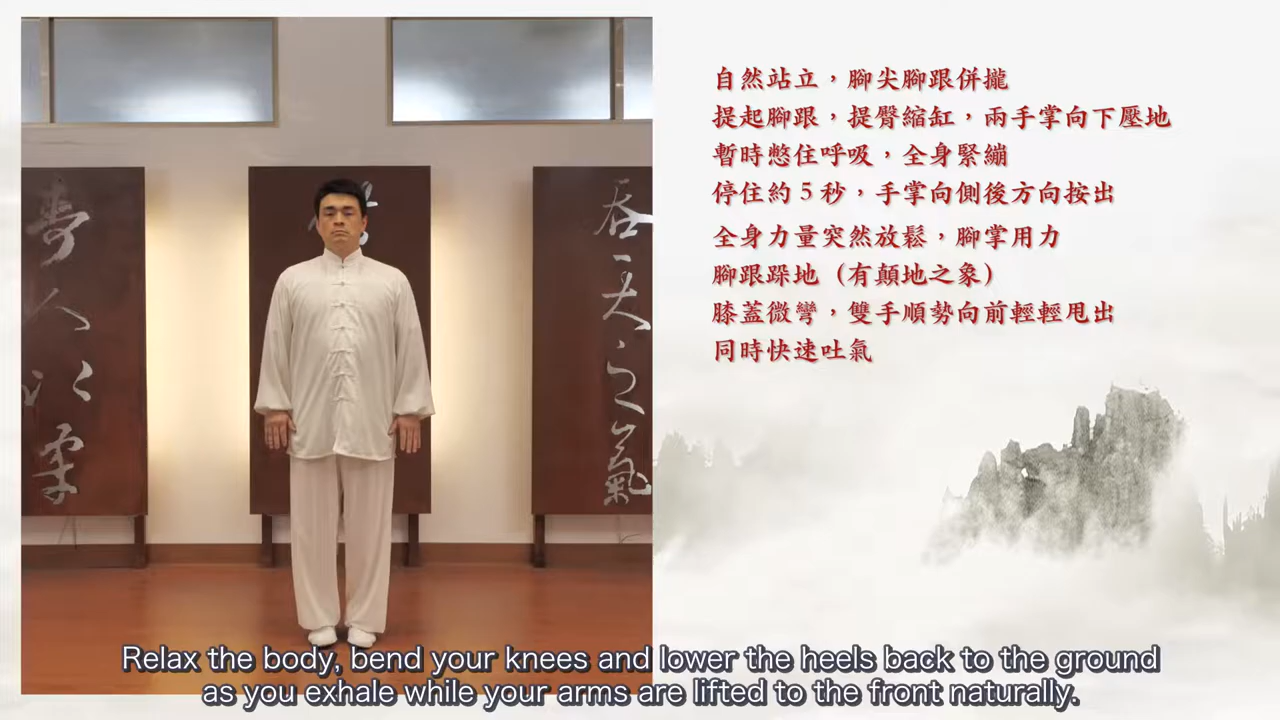 自然站立，腳尖腳跟併攏
提起腳跟，提臀縮缸，兩手掌向下壓地
暫時憋住呼吸，全身緊繃
停住約5秒，手掌向側後方向按出
全身力量突然放鬆，腳掌用力
腳跟跺地（有顛地之象）
膝蓋微彎，雙手順勢向前輕輕甩出
同時快速吐氣
Relax the body, bend your knees and lower the heels back to the ground
as you exhale while your arms are lifted to the front naturally.